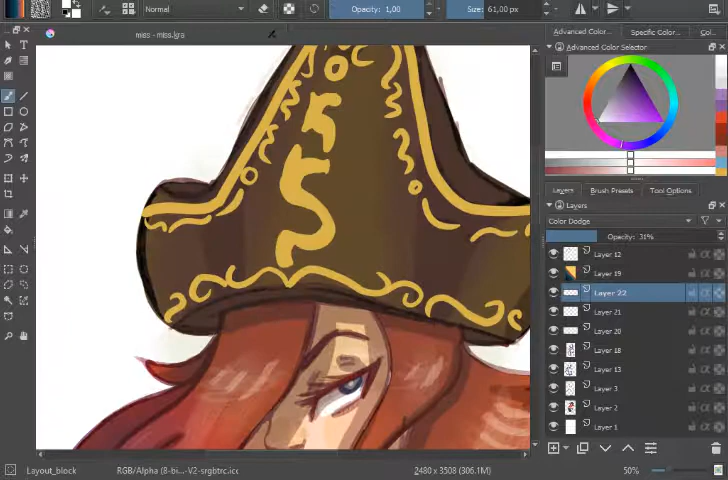 Normal
Opacity: 1,00
Size: 61,00 px
miss - miss.kra
Advanced Color...
Specific Color...
Col...
Advanced Color Selector
Layers
Brush Presets
Tool Options
Layers
Color Dodge
Opacity: 31%
Layer 12
Layer 19
Layer 22
Layer 21
Layer 20
Layer 18
Layer 13
Layer 3
Layer 2
Layer 1
Layout_block
RGB/Alpha (8-bi...-V2-srgbtrc.icc
2480 x 3508 (306.1M)
50%